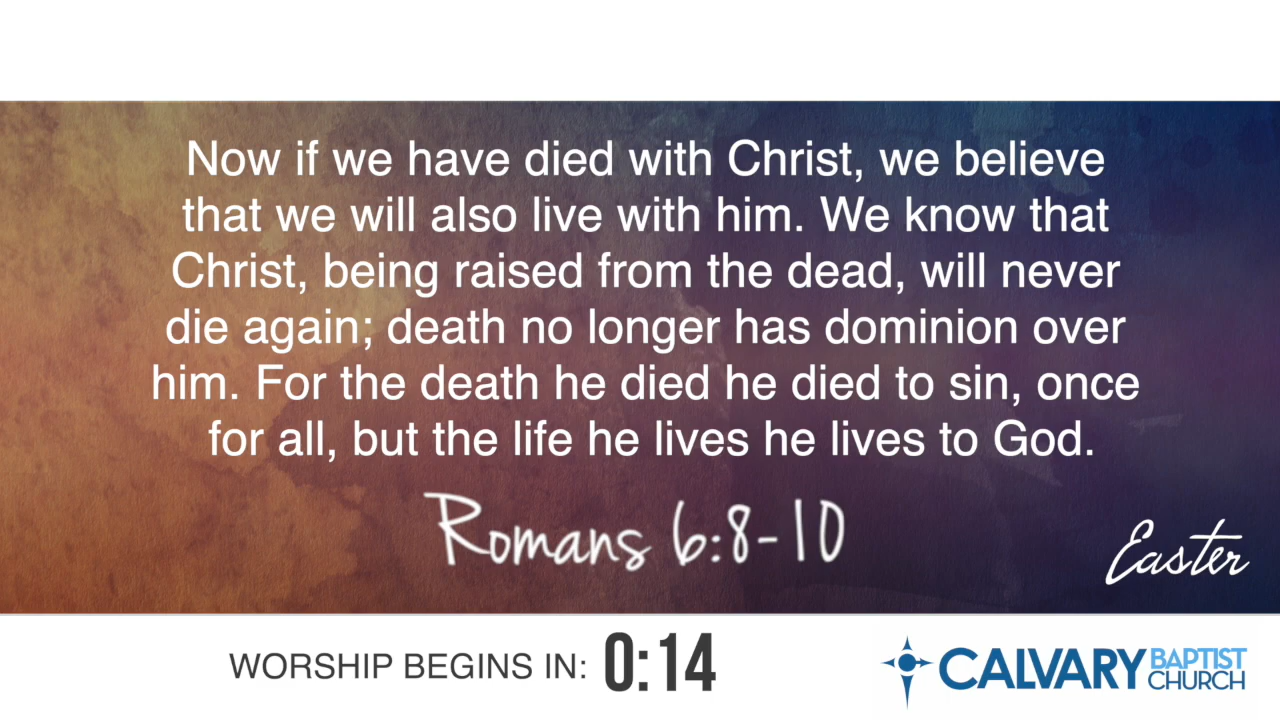 Now if we have died with Christ, we believe
that we will also live with him. We know that
Christ, being raised from the dead, will never
die again; death no longer has dominion over
him. For the death he died he died to sin, once
for all, but the life he lives he lives to God.
Romans 6:8-10
Easter
WORSHIP BEGINS IN: 0:14
CALVARY BAPTIST CHURCH